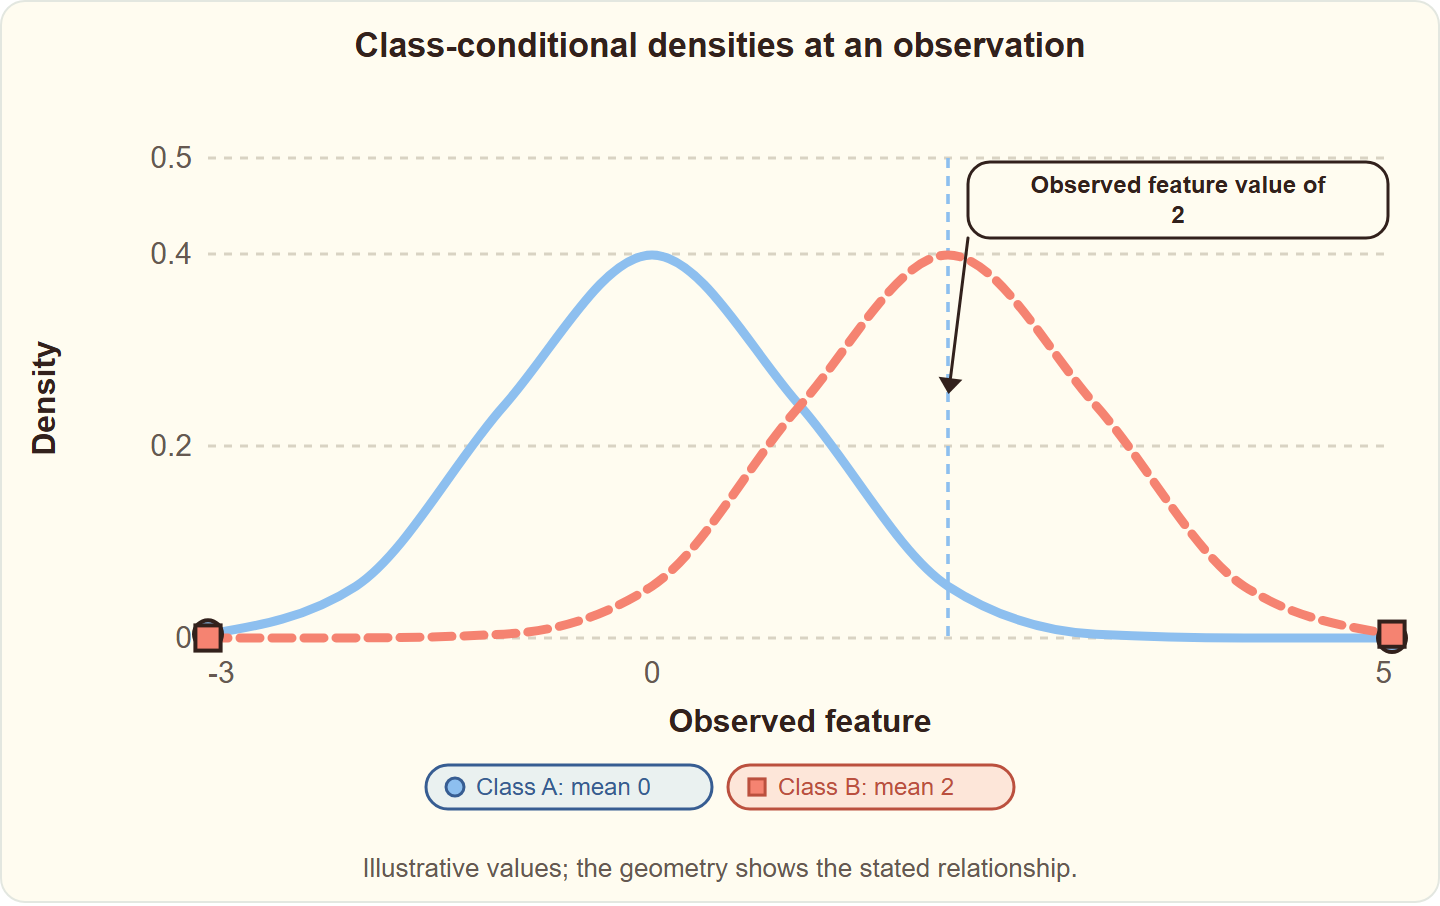 Class-conditional densities at an observation
0.5
Observed feature value of
2
0.4
Density
0.2
0
-3
0
5
Observed feature
Class A: mean 0
Class B: mean 2
Illustrative values; the geometry shows the stated relationship.